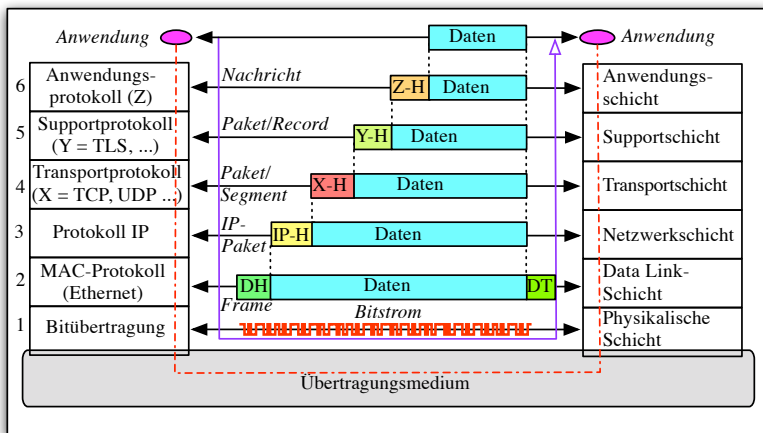 Anwendung
Daten
Anwendung
6
Anwendungs-
protokoll (Z)
Nachricht
Z-H
Daten
Anwendungs-
schicht
5
Supportprotokoll
(Y = TLS, ...)
Paket/Record
Y-H
Daten
Supportschicht
4
Transportprotokoll
(X = TCP, UDP ...)
Paket/
Segment
X-H
Daten
Transportschicht
3
Protokoll IP
IP-
Paket
IP-H
Daten
Netzwerkschicht
2
MAC-Protokoll
(Ethernet)
DH
Daten
DT
Data Link-
Schicht
Frame
1
Bitübertragung
Bitstrom
Physikalische
Schicht
Übertragungsmedium